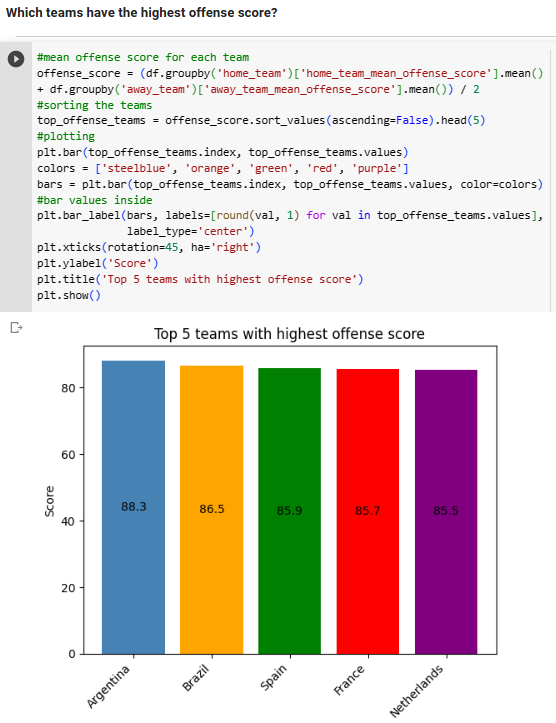 Which teams have the highest offense score?
#mean offense score for each team
offense_score = (df.groupby('home_team')['home_team_mean_offense_score'].mean()
+ df.groupby('away_team')['away_team_mean_offense_score'].mean()) / 2
#sorting the teams
top_offense_teams = offense_score.sort_values(ascending=False).head(5)
#plotting
plt.bar(top_offense_teams.index, top_offense_teams.values)
colors = ['steelblue', 'orange', 'green', 'red', 'purple']
bars = plt.bar(top_offense_teams.index, top_offense_teams.values, color=colors)
#bar values inside
plt.bar_label(bars, labels=[round(val, 1) for val in top_offense_teams.values],
label_type='center')
plt.xticks(rotation=45, ha='right')
plt.ylabel('Score')
plt.title('Top 5 teams with highest offense score')
plt.show()
Top 5 teams with highest offense score
80
60
40
20
0
Score
88.3
86.5
85.9
85.7
85.5
Argentina
Brazil
Spain
France
Netherlands